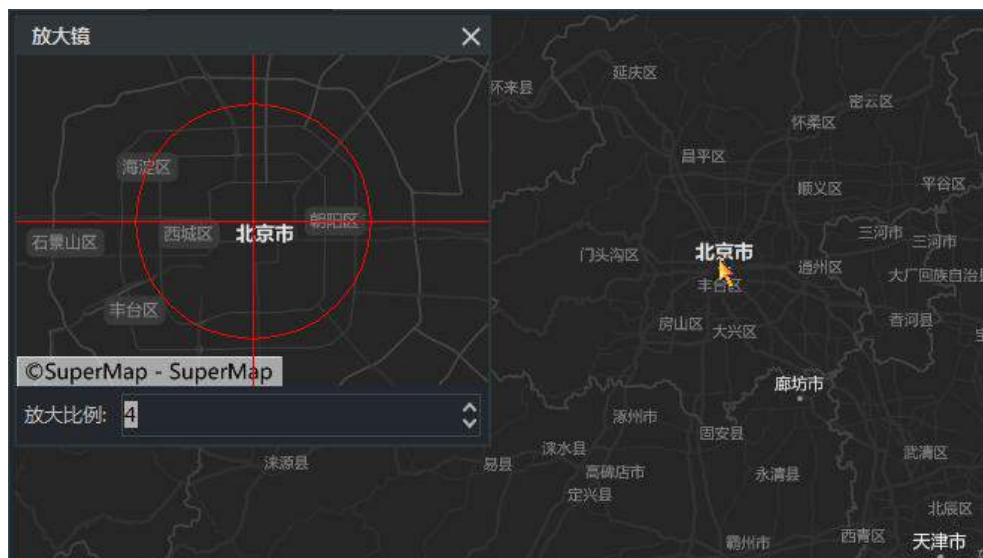 放大镜
海淀区
朝阳区
西城区
北京市
石景山区
丰台区
©SuperMap - SuperMap
放大比例: 4
延庆区
怀来县
密云区
怀柔区
昌平区
顺义区
平谷区
三河市
三河市
北京市
门头沟区
通州区
大厂回族自治县
丰台区
房山区
大兴区
香河县
廊坊市
涿州市
固安县
涞水县
武清区
涞源县
易县
高碑店市
永清县
定兴县
北辰区
霸州市
西青区
天津市